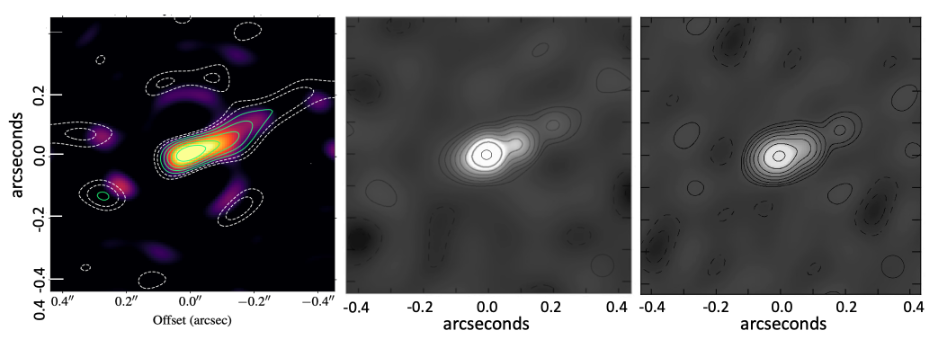 arcseconds
0.2
0.0
-0.2
0.4 -0.4
0.4″ 0.2″ 0.0″ −0.2″ −0.4″
Offset (arcsec)
-0.4 -0.2 0.0 0.2 0.4
arcseconds
-0.4 -0.2 0.0 0.2 0.4
arcseconds